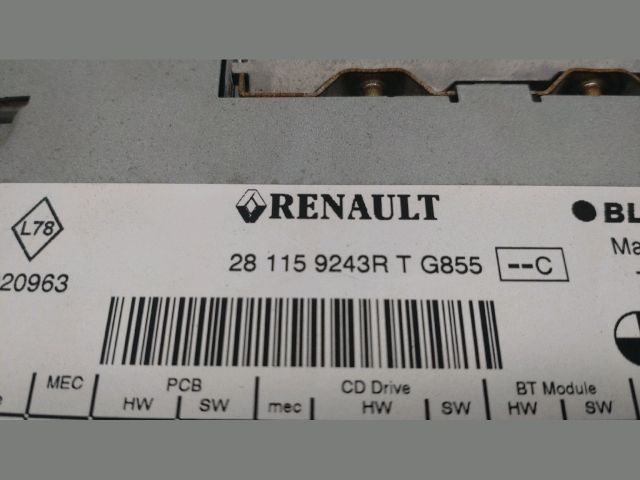 L78
RENAULT
BL
28 115 9243R T G855 --C
Ma
20963
MEC PCB CD Drive BT Module
HW SW mec HW SW HW SW